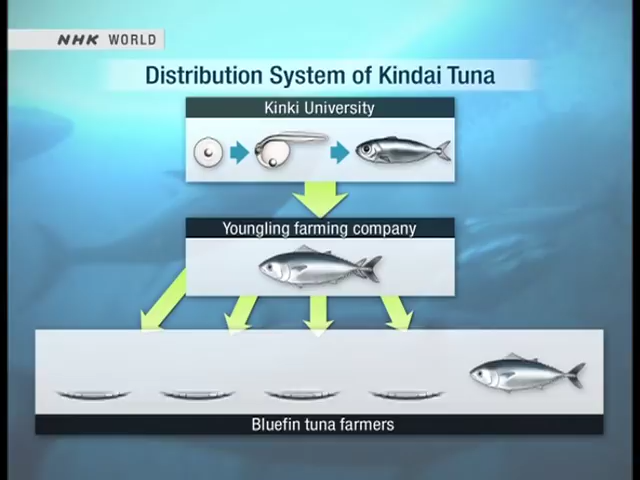 NHK WORLD
Distribution System of Kindai Tuna
Kinki University
Youngling farming company
Bluefin tuna farmers